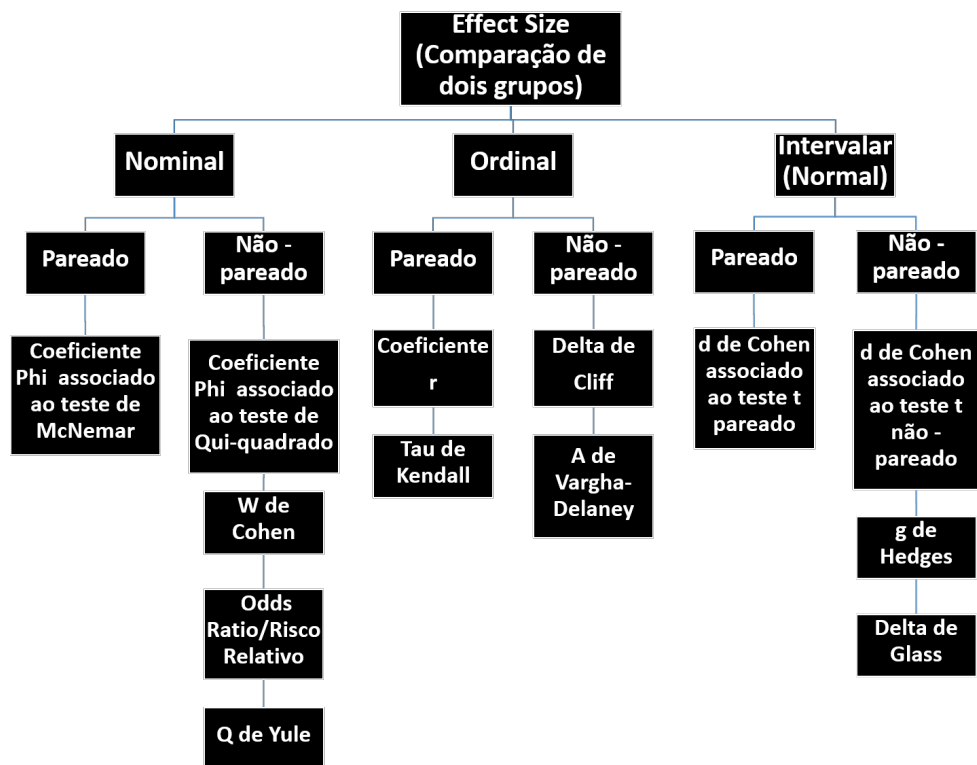 Effect Size
(Comparação de
dois grupos)
Nominal
Ordinal
Intervalar
(Normal)
Pareado
Não -
pareado
Pareado
Não -
pareado
Pareado
Não -
pareado
Coeficiente
Phi associado
ao teste de
McNemar
Coeficiente
Phi associado
ao teste de
Qui-quadrado
W de
Cohen
Odds
Ratio/Risco
Relativo
Q de Yule
Coeficiente
r
Tau de
Kendall
Delta de
Cliff
A de
Vargha-
Delaney
d de Cohen
associado
ao teste t
pareado
d de Cohen
associado
ao teste t
não -
pareado
g de
Hedges
Delta de
Glass